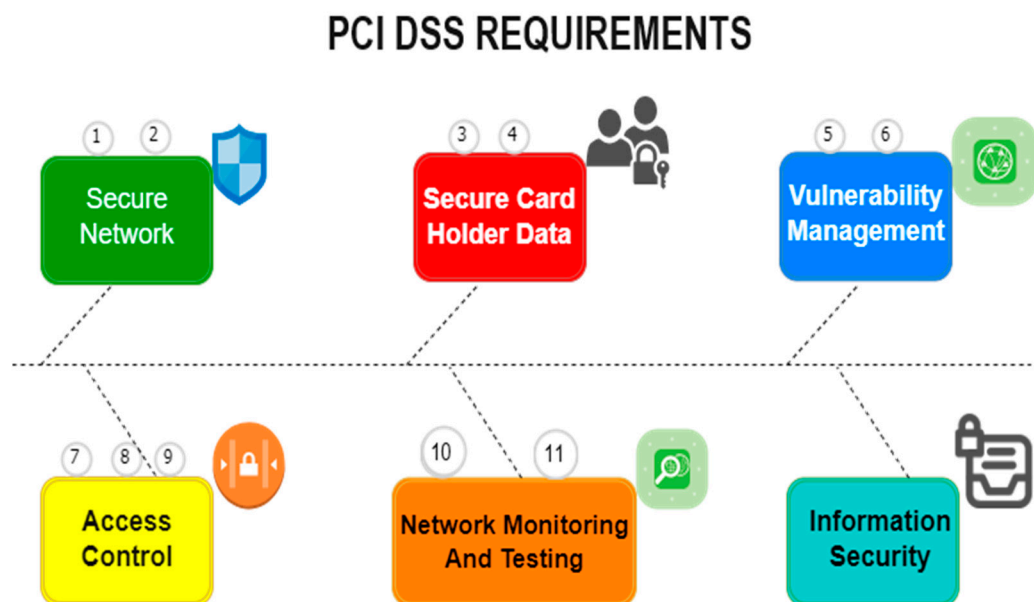 PCI DSS REQUIREMENTS
1 2
Secure
Network
3 4
Secure Card
Holder Data
5 6
Vulnerability
Management
7 8 9
Access
Control
10 11
Network Monitoring
And Testing
Information
Security